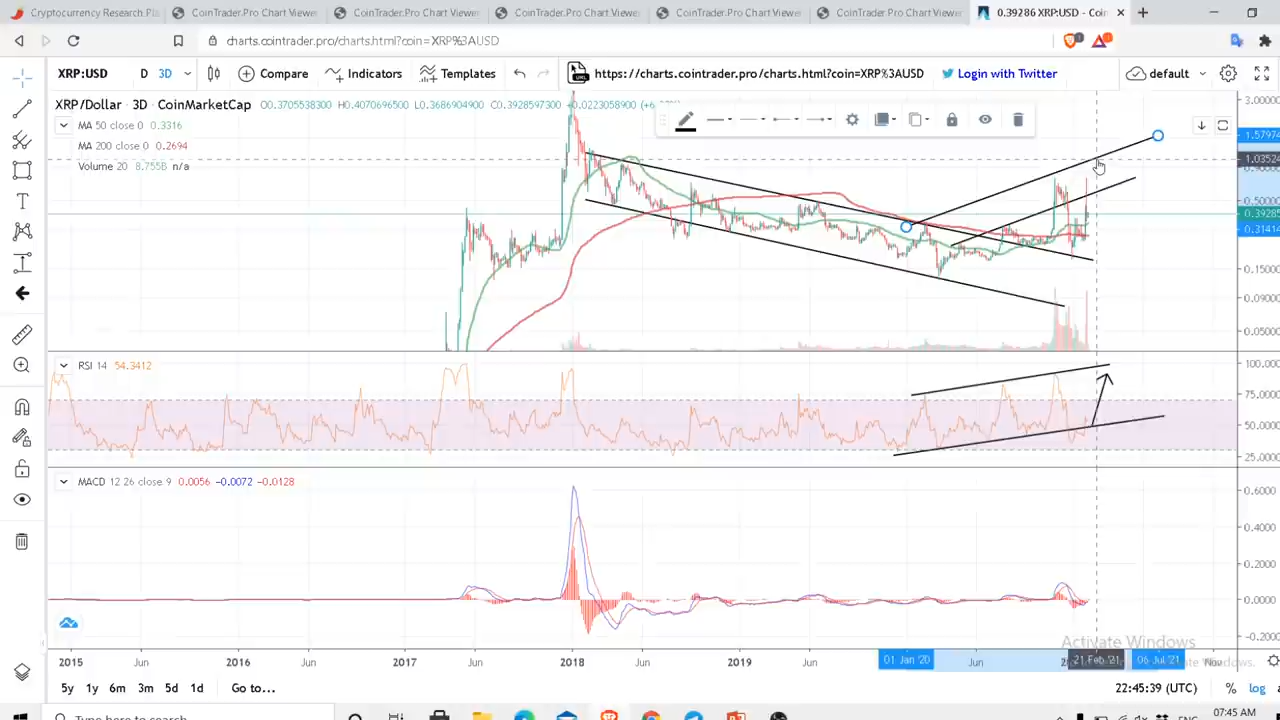 Cryptocurrency Research Pla
CoinTrader.Pro Chart Viewer
CoinTrader.Pro Chart Viewer
CoinTrader.Pro Chart Viewer
CoinTrader.Pro Chart Viewer
CoinTrader.Pro Chart Viewer
0.39286 XRP:USD - Coin
charts.cointrader.pro/charts.html?coin=XRP%3AUSD
XRP:USD D 3D Compare Indicators Templates https://charts.cointrader.pro/charts.html?coin=XRP%3AUSD Login with Twitter default
XRP/Dollar · 3D · CoinMarketCap O0.3705538300 H0.4070696500 L0.3686904900 C0.3928597300 +0.0223058900
MA 50 close 0 0.3316
MA 200 close 0 0.2694
Volume 20 8.755B n/a
3.0000
1.57974
1.03524
0.5000
0.39285
0.31414
0.15000
0.09000
0.05000
RSI 14 54.3412
100.000
75.0000
50.0000
25.0000
MACD 12 26 close 9 0.0056 −0.0072 −0.0128
0.6000
0.4000
0.2000
0.0000
-0.2000
Activate Windows
2015 Jun 2016 Jun 2017 Jun 2018 Jun 2019 Jun 01 Jan '20 Jun 21 Feb '21 06 Jul '21 Nov
5y 1y 6m 3m 5d 1d Go to... 22:45:39 (UTC) % log
Type here to search
07:45 AM